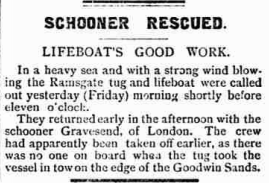 SCHOONER RESCUED.
LIFEBOAT'S GOOD WORK.
In a heavy sea and with a strong wind blow-
ing the Ramsgate tug and lifeboat were called
out yesterday (Friday) morning shortly before
eleven o'clock.
They returned early in the afternoon with the
schooner Gravesend, of London. The crew
had apparently been taken off earlier, as there
was no one on board when the tug took the
vessel in tow on the edge of the Goodwin Sands.